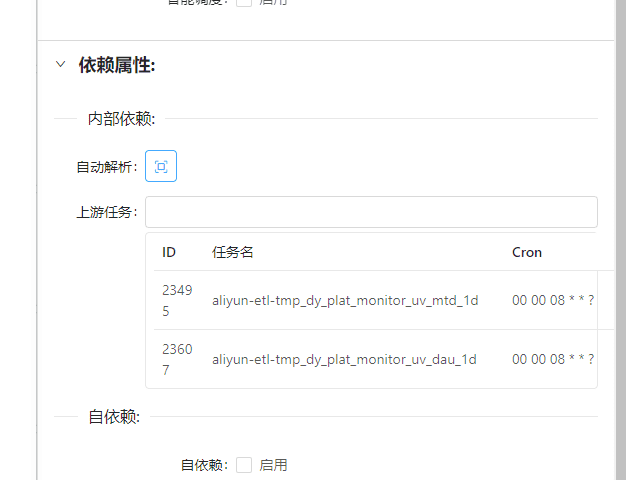 智能调度: 启用
依赖属性:
内部依赖:
自动解析:
上游任务:
ID 任务名 Cron
23495 aliyun-etl-tmp_dy_plat_monitor_uv_mtd_1d 00 00 08 * * ?
23607 aliyun-etl-tmp_dy_plat_monitor_uv_dau_1d 00 00 08 * * ?
自依赖:
自依赖: 启用